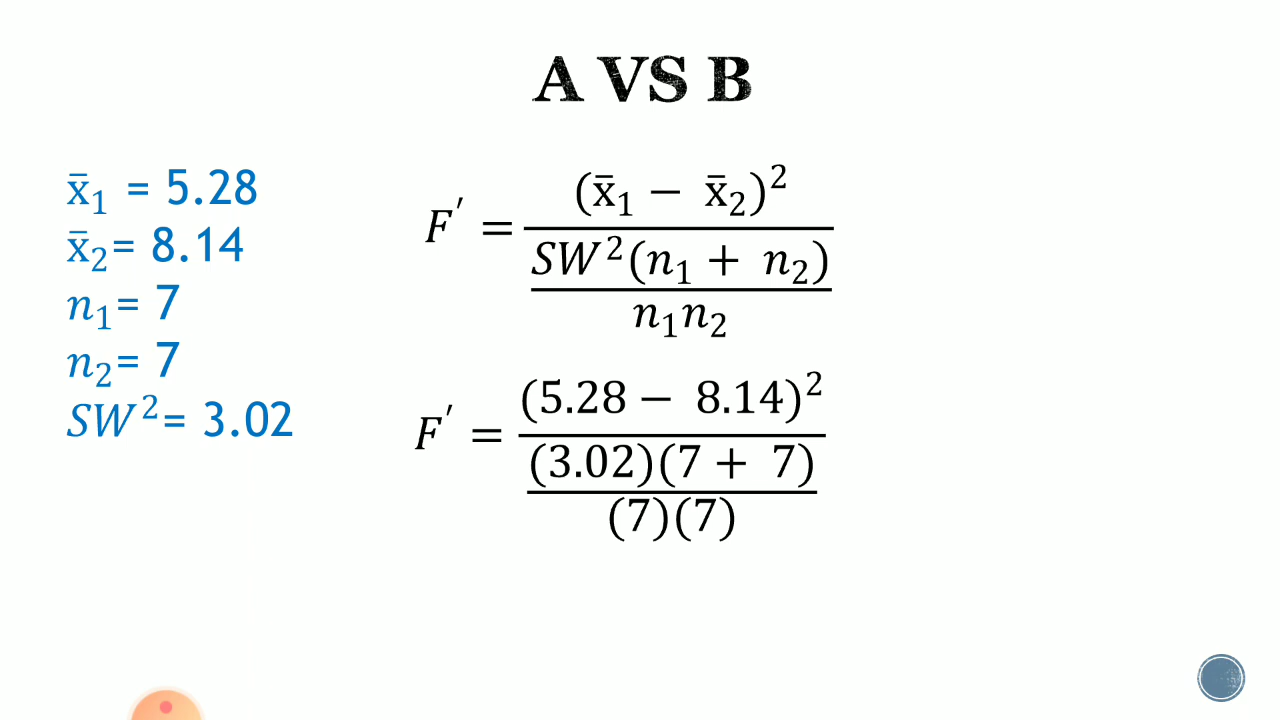 A VS B
x̄₁ = 5.28
x̄₂= 8.14
n₁= 7
n₂= 7
SW²= 3.02
F′ = (x̄₁ − x̄₂)² / (SW²(n₁ + n₂) / n₁n₂)
F′ = (5.28 − 8.14)² / ((3.02)(7 + 7) / (7)(7))